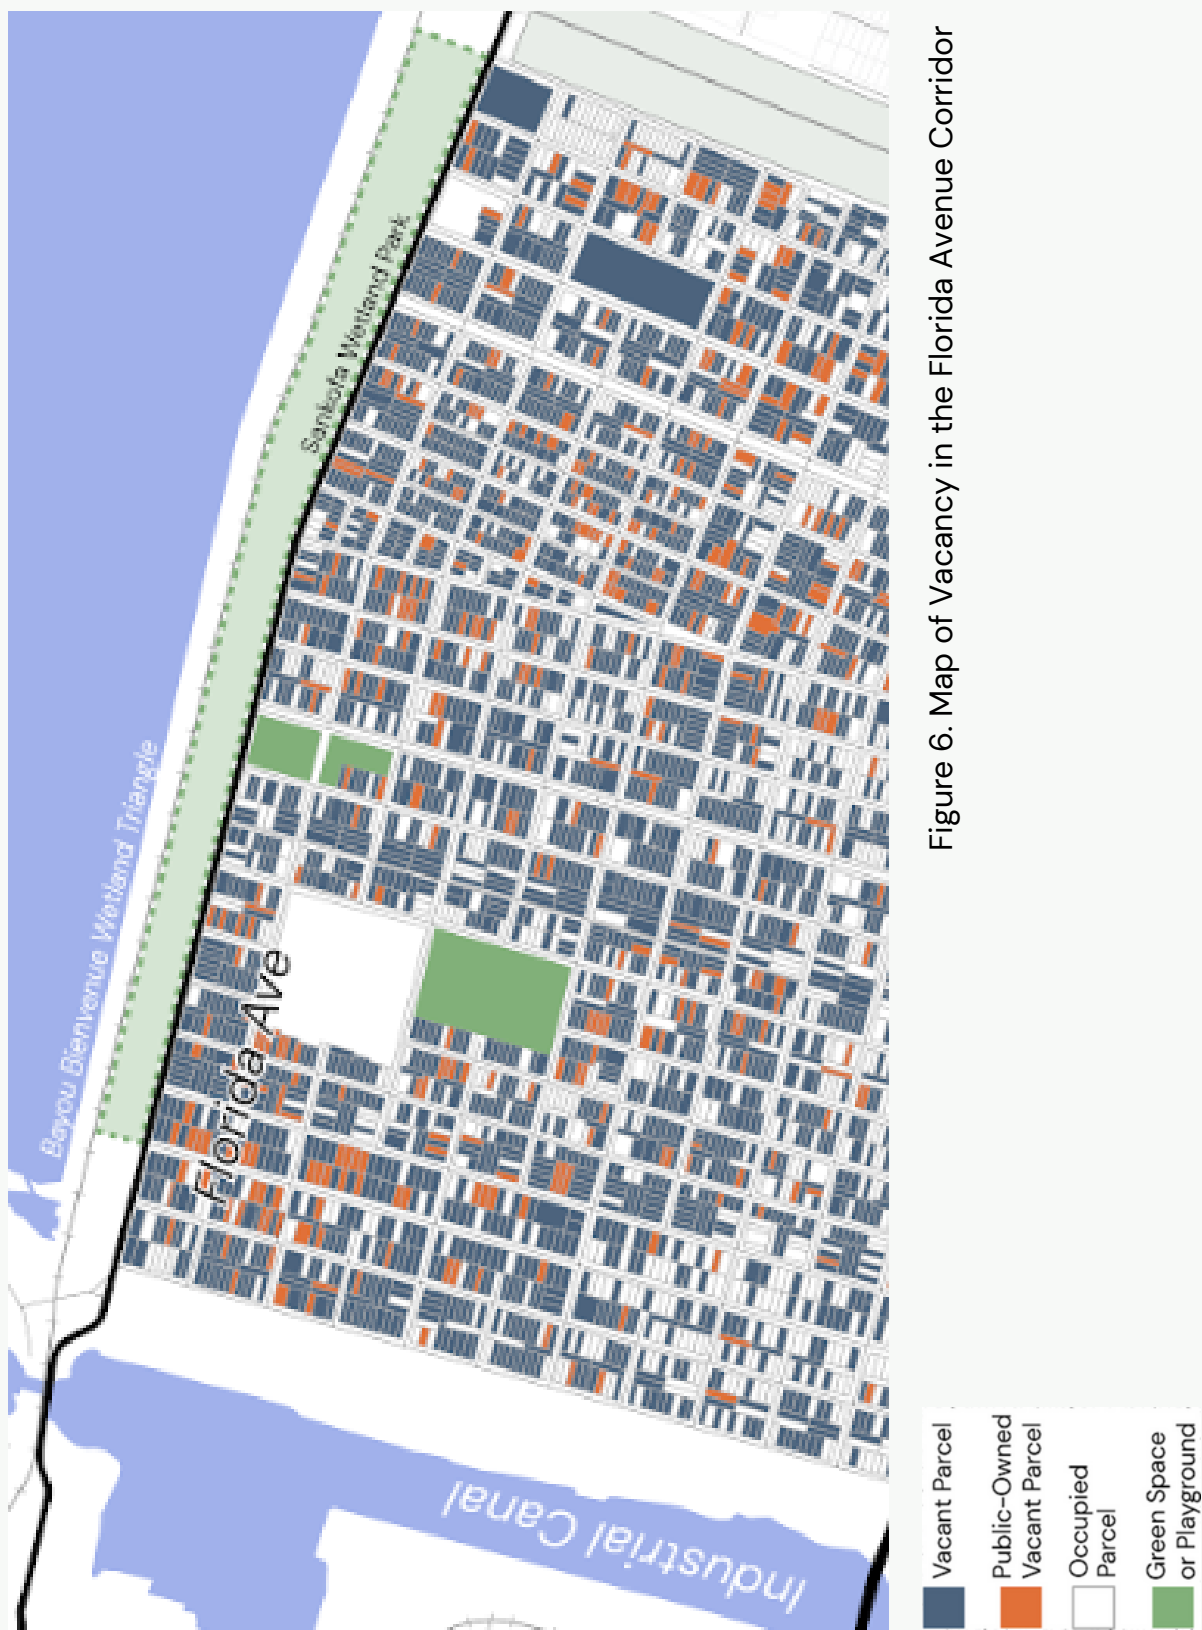 Bayou Bienvenue Wetland Triangle
Sankofa Wetland Park
Florida Ave
Industrial Canal
Vacant Parcel
Public-Owned
Vacant Parcel
Occupied
Parcel
Green Space
or Playground
Figure 6. Map of Vacancy in the Florida Avenue Corridor